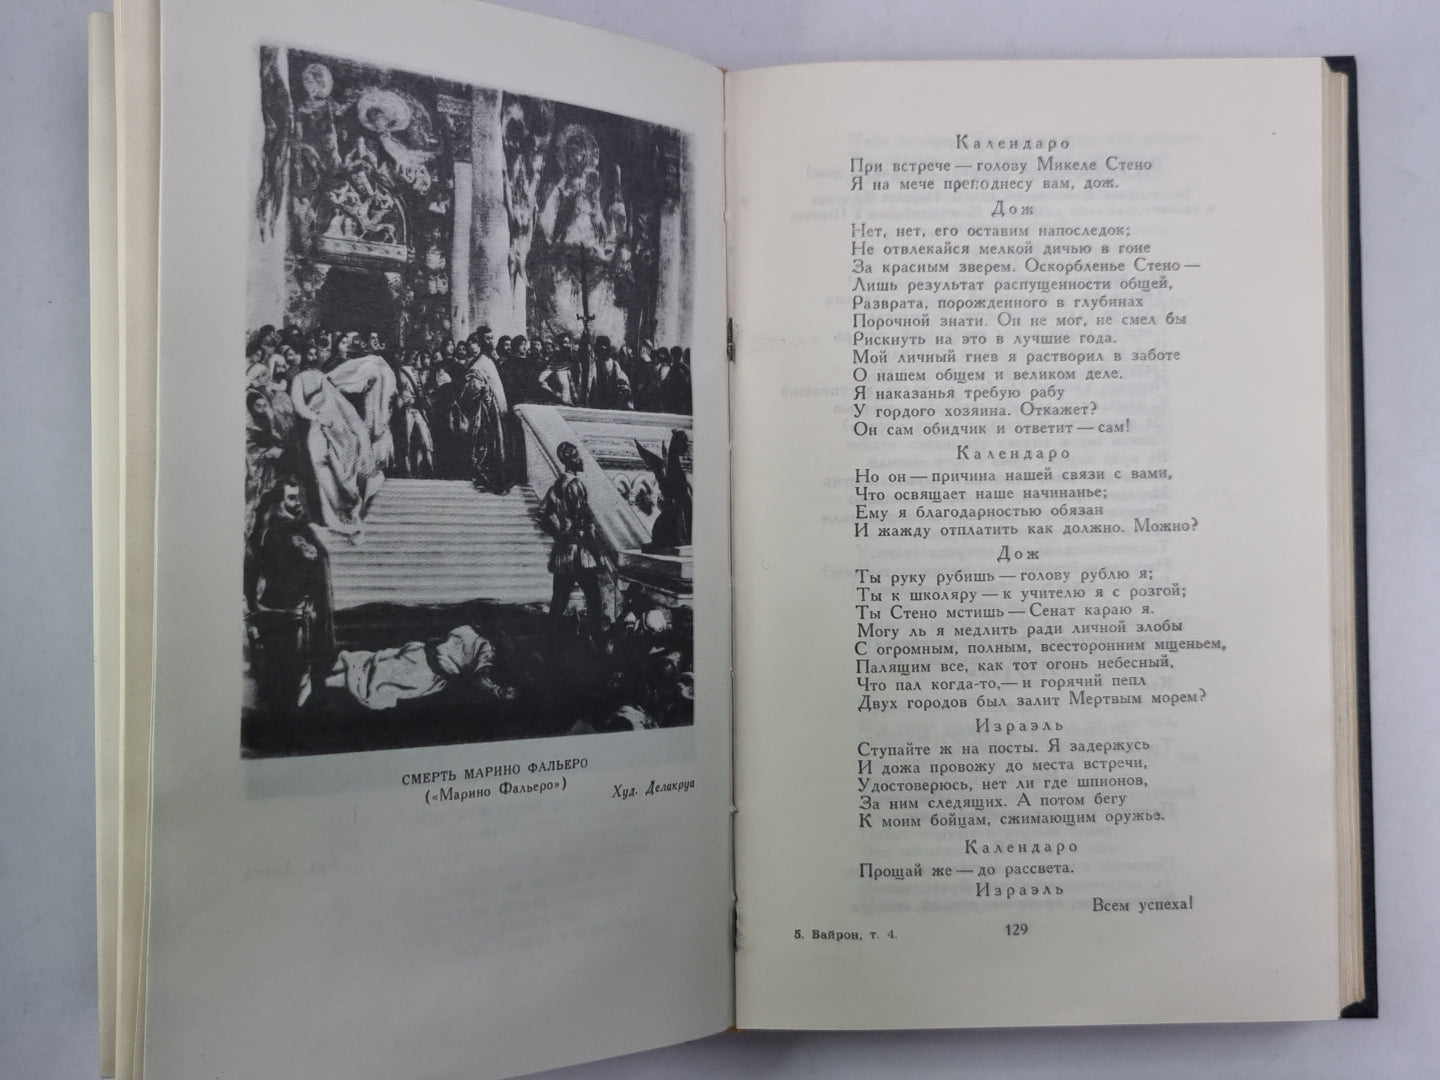 СМЕРТЬ МАРИНО ФАЛЬЕРО
(«Марино Фальеро»)
Худ. Делакруа
Календаро
При встрече — голову Микеле Стено
Я на мече преподнесу вам, дож.
Дож
Нет, нет, его оставим напоследок;
Не отвлекайся мелкой дичью в гоне
За красным зверем. Оскорбленье Стено —
Лишь результат распущенности общей,
Разврата, порожденного в глубинах
Порочной знати. Он не мог, не смел бы
Рискнуть на это в лучшие года.
Мой личный гнев я растворил в заботе
О нашем общем и великом деле.
Я наказанья требую рабу
У гордого хозяина. Откажет?
Он сам обидчик и ответит — сам!
Календаро
Но он — причина нашей связи с вами,
Что освящает наше начинанье;
Ему я благодарностью обязан
И жажду отплатить как должно. Можно?
Дож
Ты руку рубишь — голову рублю я;
Ты к школяру — к учителю я с розгой;
Ты Стено мстишь — Сенат караю я.
Могу ль я медлить ради личной злобы
С огромным, полным, всесторонним мщеньем,
Палящим все, как тот огонь небесный,
Что пал когда-то,— и горячий пепл
Двух городов был залит Мертвым морем?
Израэль
Ступайте ж на посты. Я задержусь
И дожа провожу до места встречи,
Удостоверюсь, нет ли где шпионов,
За ним следящих. А потом бегу
К моим бойцам, сжимающим оружье.
Календаро
Прощай же — до рассвета.
Израэль
Всем успеха!
5. Байрон, т. 4.
129